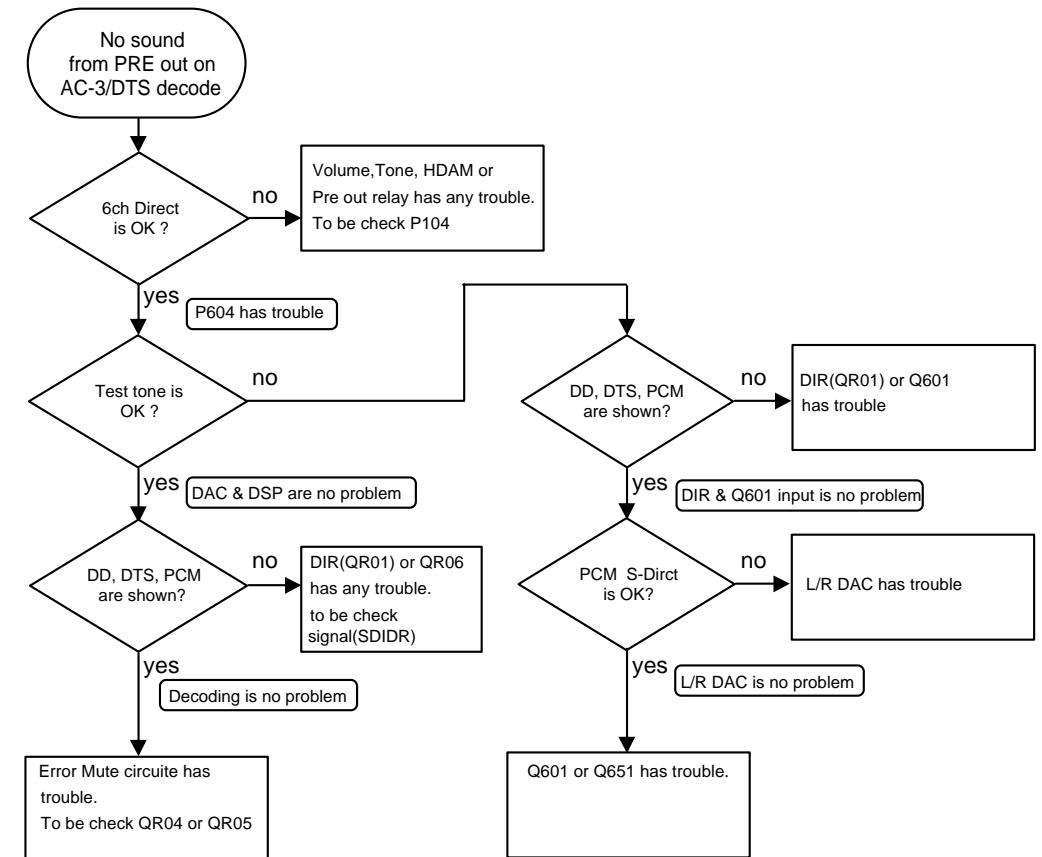 No sound
from PRE out on
AC-3/DTS decode
6ch Direct
is OK ?
no
Volume,Tone, HDAM or
Pre out relay has any trouble.
To be check P104
yes
P604 has trouble
Test tone is
OK ?
no
DD, DTS, PCM
are shown?
no
DIR(QR01) or Q601
has trouble
yes
DAC & DSP are no problem
yes
DIR & Q601 input is no problem
DD, DTS, PCM
are shown?
no
DIR(QR01) or QR06
has any trouble.
to be check
signal(SDIDR)
PCM S-Dirct
is OK?
no
L/R DAC has trouble
yes
Decoding is no problem
yes
L/R DAC is no problem
Error Mute circuite has
trouble.
To be check QR04 or QR05
Q601 or Q651 has trouble.